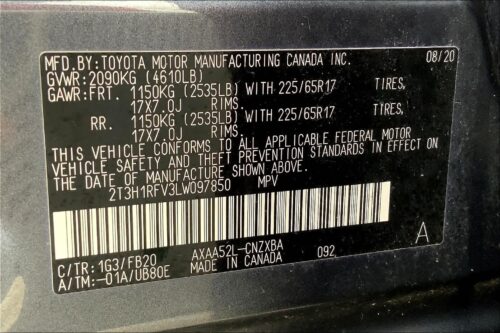 MFD.BY: TOYOTA MOTOR MANUFACTURING CANADA INC. 08/20
GVWR: 2090KG (4610LB)
GAWR: FRT. 1150KG (2535LB) WITH 225/65R17 TIRES,
17X7.0J RIMS,
RR. 1150KG (2535LB) WITH 225/65R17 TIRES,
17X7.0J RIMS.
THIS VEHICLE CONFORMS TO ALL APPLICABLE FEDERAL MOTOR
VEHICLE SAFETY AND THEFT PREVENTION STANDARDS IN EFFECT ON
THE DATE OF MANUFACTURE SHOWN ABOVE.
2T3H1RFV3LW097850 MPV
AXAA52L-CNZXBA A
C/TR: 1G3/FB20 MADE IN CANADA 092
A/TM: -01A/UB80E